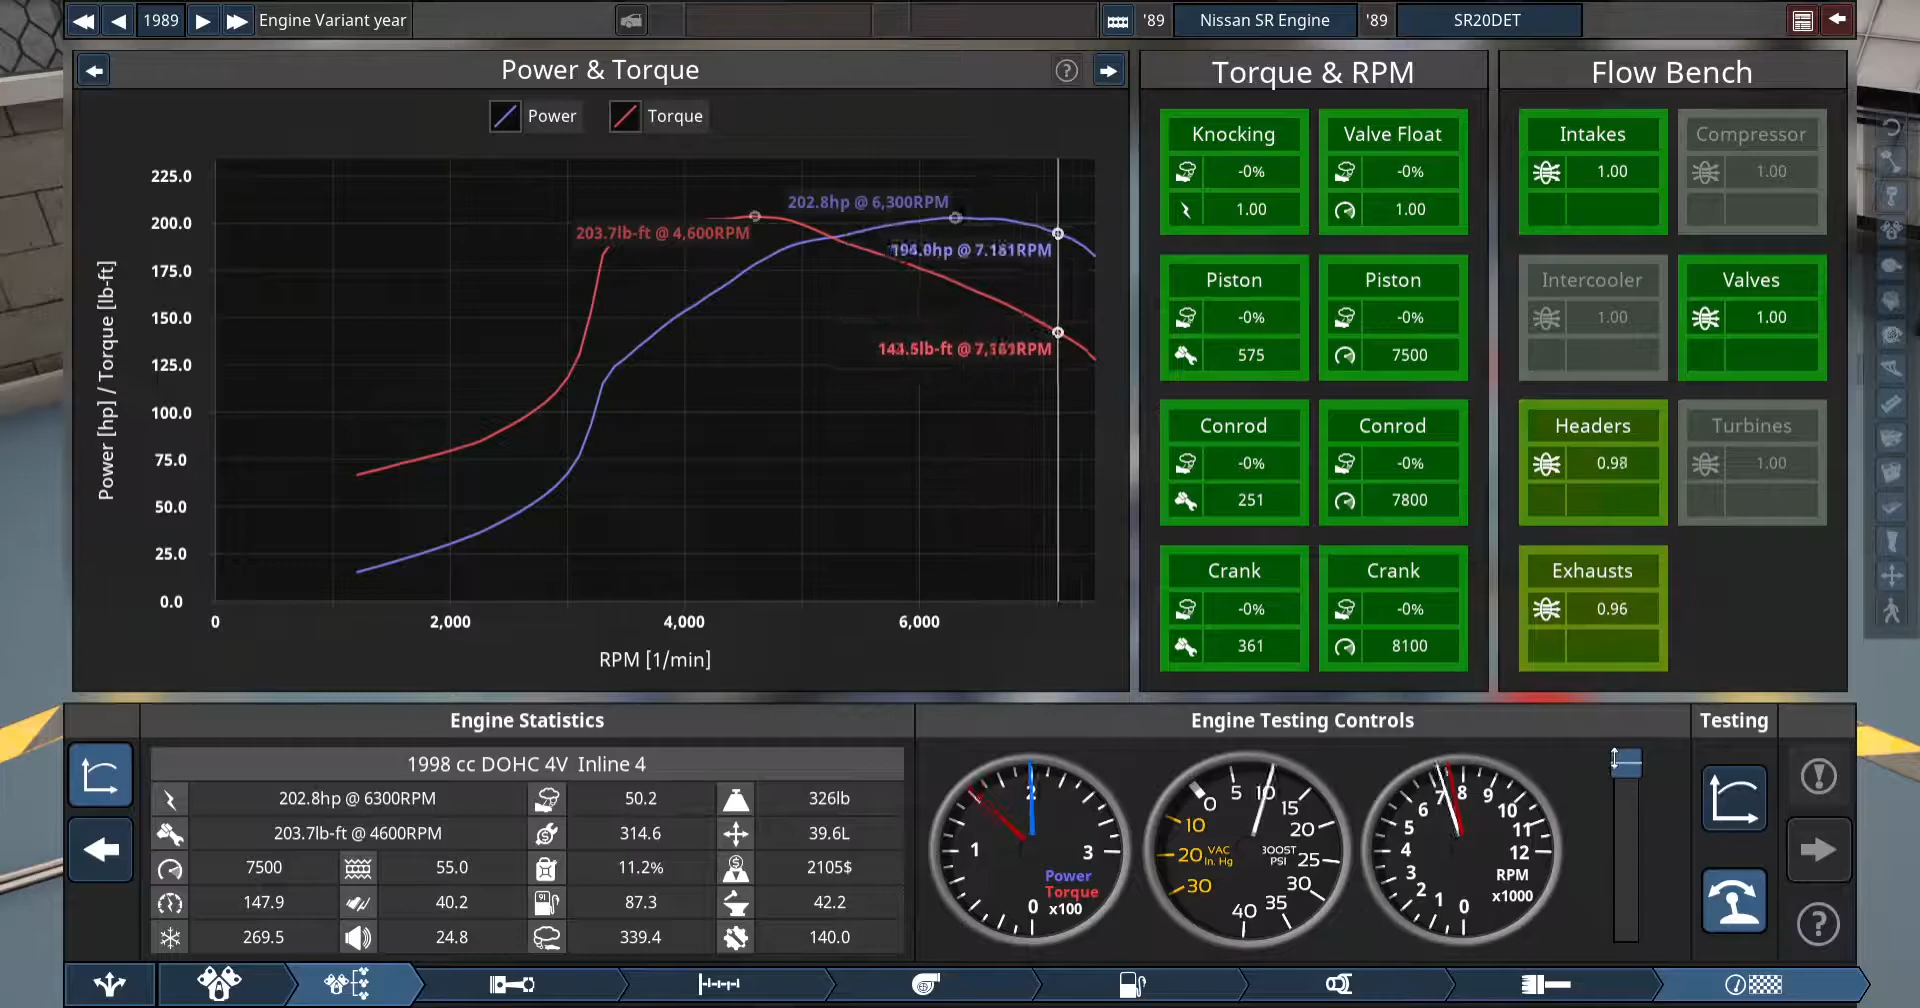 1989
Engine Variant year
'89
Nissan SR Engine
'89
SR20DET
Power & Torque
?
Power
Torque
225.0
200.0
175.0
150.0
125.0
100.0
75.0
50.0
25.0
0.0
Power [hp] / Torque [lb-ft]
202.8hp @ 6,300RPM
203.7lb-ft @ 4,600RPM
0
2,000
4,000
6,000
RPM [1/min]
Torque & RPM
Knocking
-0%
1.00
Valve Float
-0%
1.00
Piston
-0%
575
Piston
-0%
7500
Conrod
-0%
251
Conrod
-0%
7800
Crank
-0%
361
Crank
-0%
8100
Flow Bench
Intakes
1.00
Compressor
1.00
Intercooler
1.00
Valves
1.00
Headers
0.98
Turbines
1.00
Exhausts
0.96
Engine Statistics
1998 cc DOHC 4V Inline 4
202.8hp @ 6300RPM
50.2
326lb
203.7lb-ft @ 4600RPM
314.6
39.6L
7500
55.0
11.2%
2105$
147.9
40.2
87.3
42.2
269.5
24.8
339.4
140.0
Engine Testing Controls
0
1
2
3
Power
Torque
x100
0 5 10 15 20 25 30 35 40
10
20
30
VAC
In. Hg
BOOST
PSI
0 1 2 3 4 5 6 7 8 9 10 11 12
RPM
x1000
Testing
?